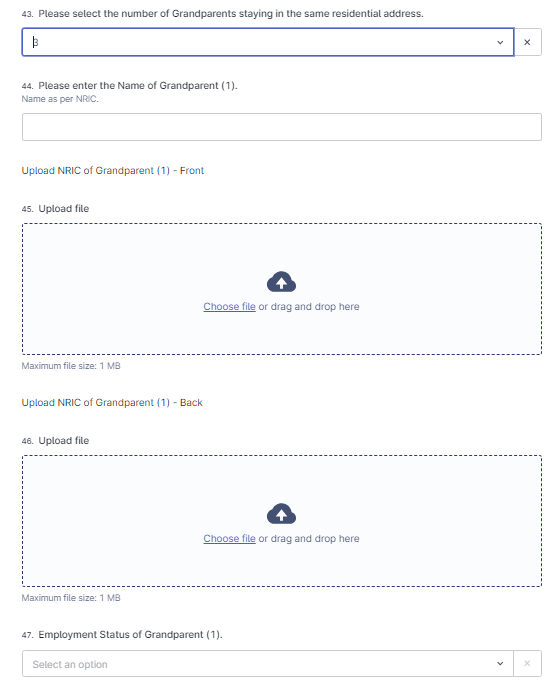 43. Please select the number of Grandparents staying in the same residential address.
3
44. Please enter the Name of Grandparent (1).
Name as per NRIC.
Upload NRIC of Grandparent (1) - Front
45. Upload file
Choose file or drag and drop here
Maximum file size: 1 MB
Upload NRIC of Grandparent (1) - Back
46. Upload file
Choose file or drag and drop here
Maximum file size: 1 MB
47. Employment Status of Grandparent (1).
Select an option